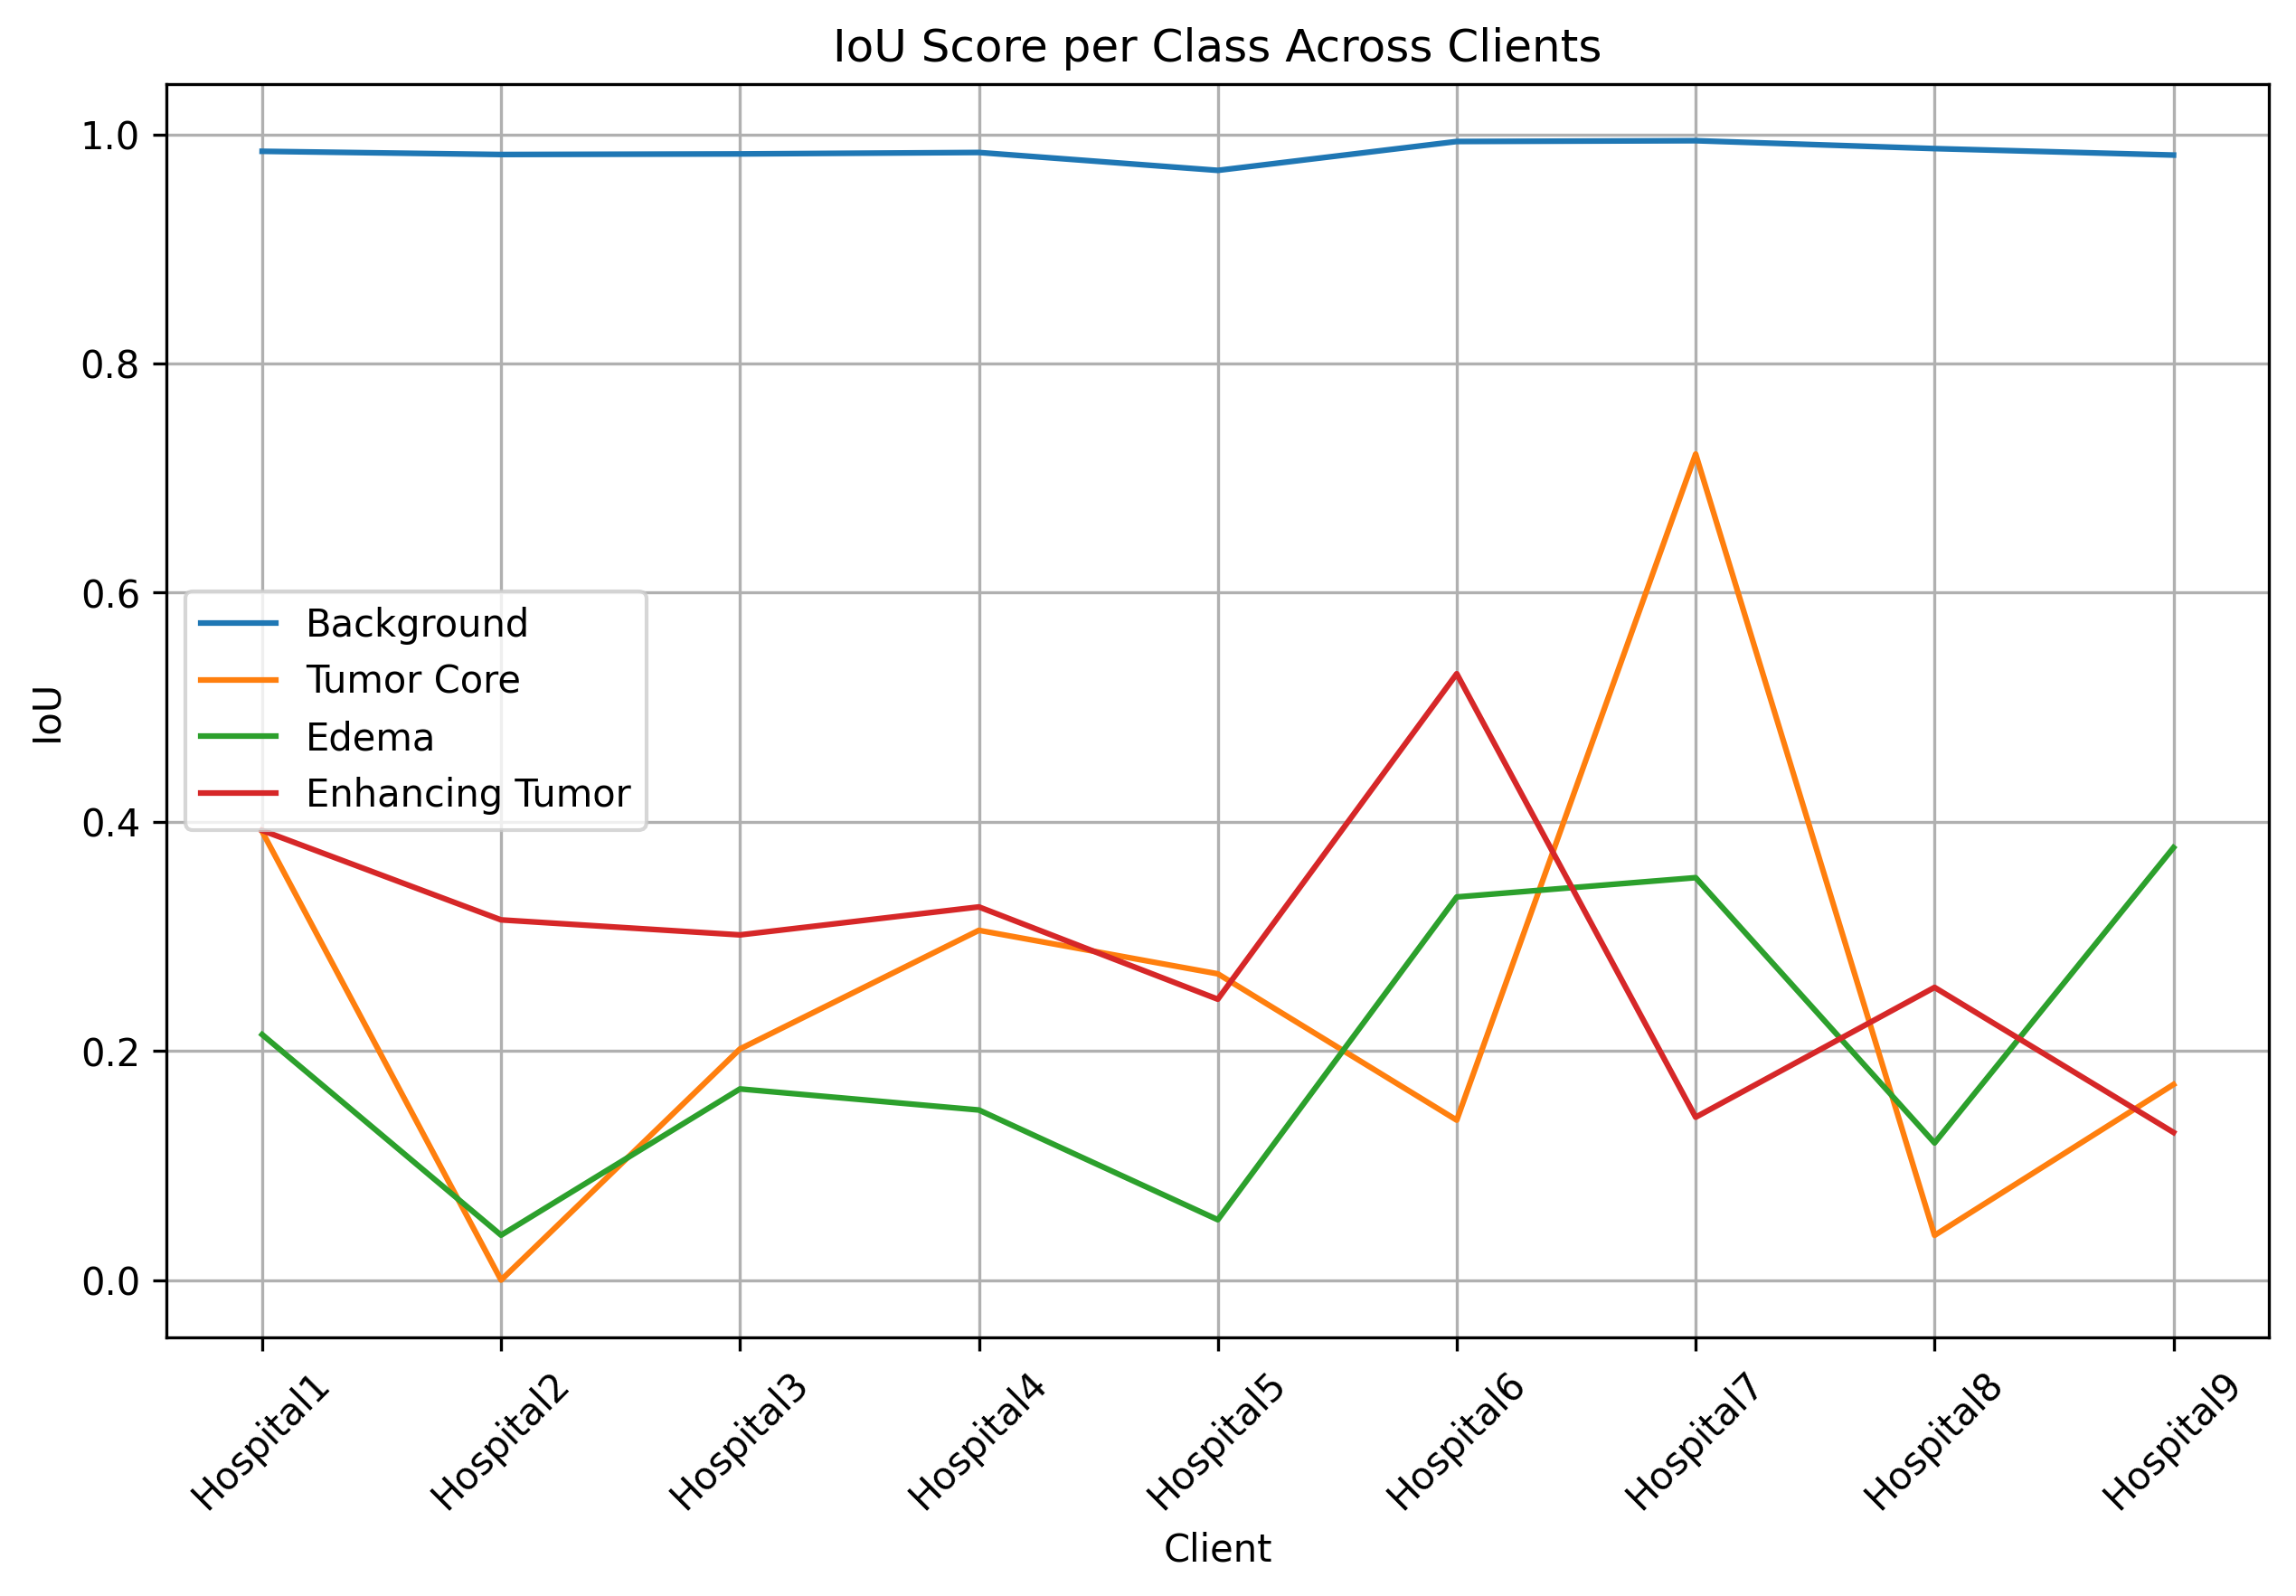 IoU Score per Class Across Clients
1.0
0.8
0.6
0.4
0.2
0.0
IoU
Background
Tumor Core
Edema
Enhancing Tumor
Hospital1
Hospital2
Hospital3
Hospital4
Hospital5
Hospital6
Hospital7
Hospital8
Hospital9
Client